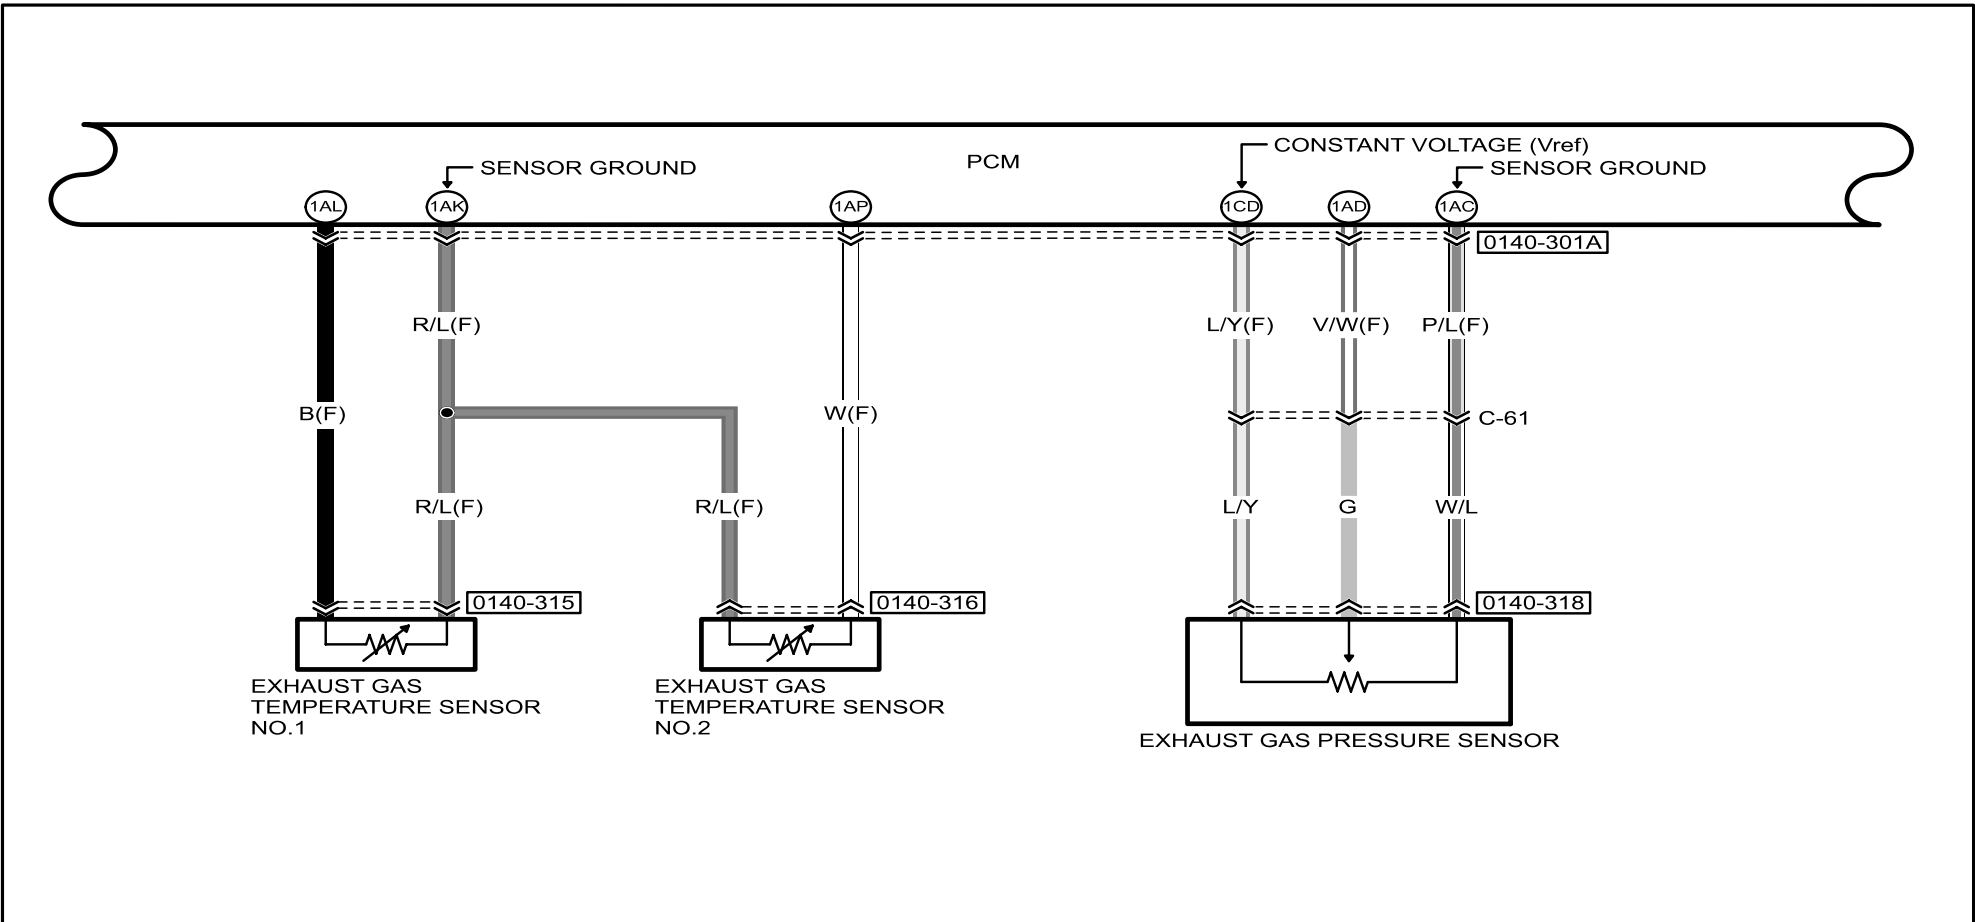 CONSTANT VOLTAGE (Vref)
SENSOR GROUND
PCM
SENSOR GROUND
1AL
1AK
1AP
1CD
1AD
1AC
0140-301A
R/L(F)
L/Y(F)
V/W(F)
P/L(F)
B(F)
W(F)
C-61
R/L(F)
R/L(F)
L/Y
G
W/L
0140-315
0140-316
0140-318
EXHAUST GAS
TEMPERATURE SENSOR
NO.1
EXHAUST GAS
TEMPERATURE SENSOR
NO.2
EXHAUST GAS PRESSURE SENSOR